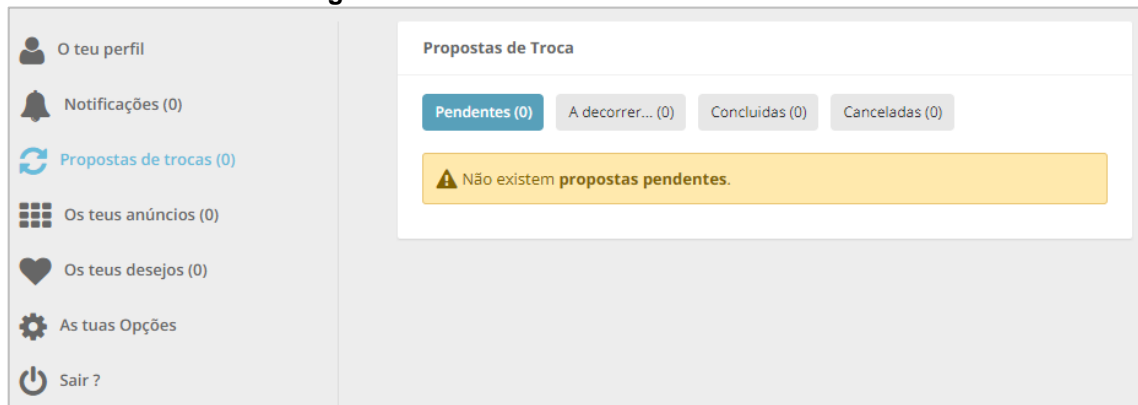 O teu perfil
Notificações (0)
Propostas de trocas (0)
Os teus anúncios (0)
Os teus desejos (0)
As tuas Opções
Sair ?
Propostas de Troca
Pendentes (0) A decorrer... (0) Concluidas (0) Canceladas (0)
Não existem propostas pendentes.